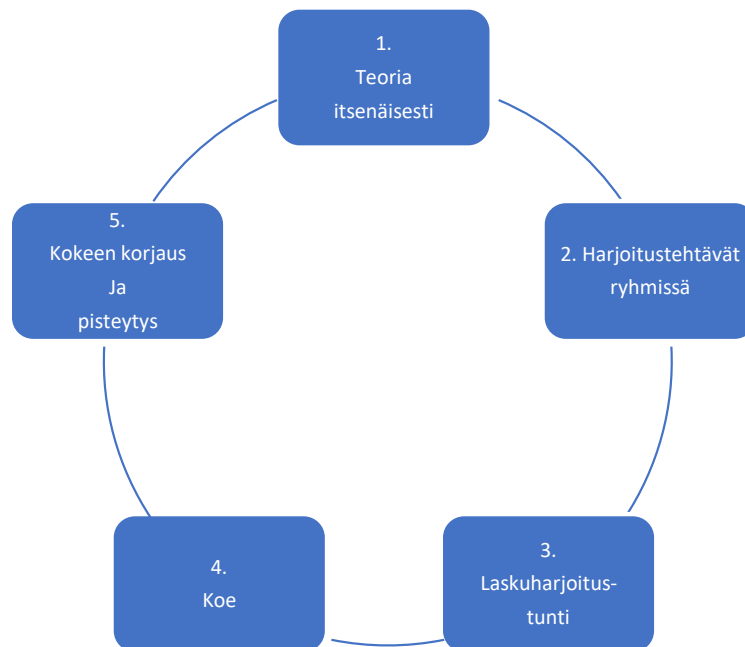 1.
Teoria
itsenäisesti
2. Harjoitustehtävät
ryhmissä
3.
Laskuharjoitus-
tunti
4.
Koe
5.
Kokeen korjaus
Ja
pisteytys